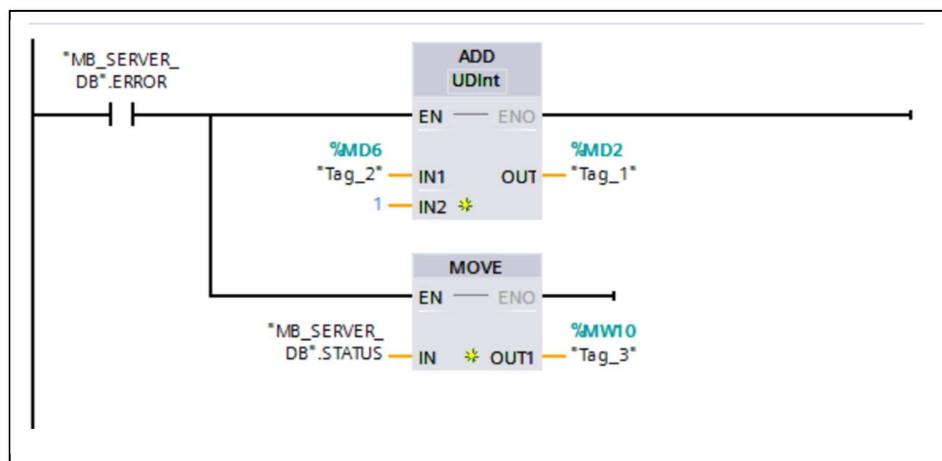 "MB_SERVER_
DB".ERROR
ADD
UDInt
EN ENO
%MD6
"Tag_2" IN1
OUT
%MD2
"Tag_1"
1 IN2
MOVE
EN ENO
"MB_SERVER_
DB".STATUS IN
OUT1
%MW10
"Tag_3"